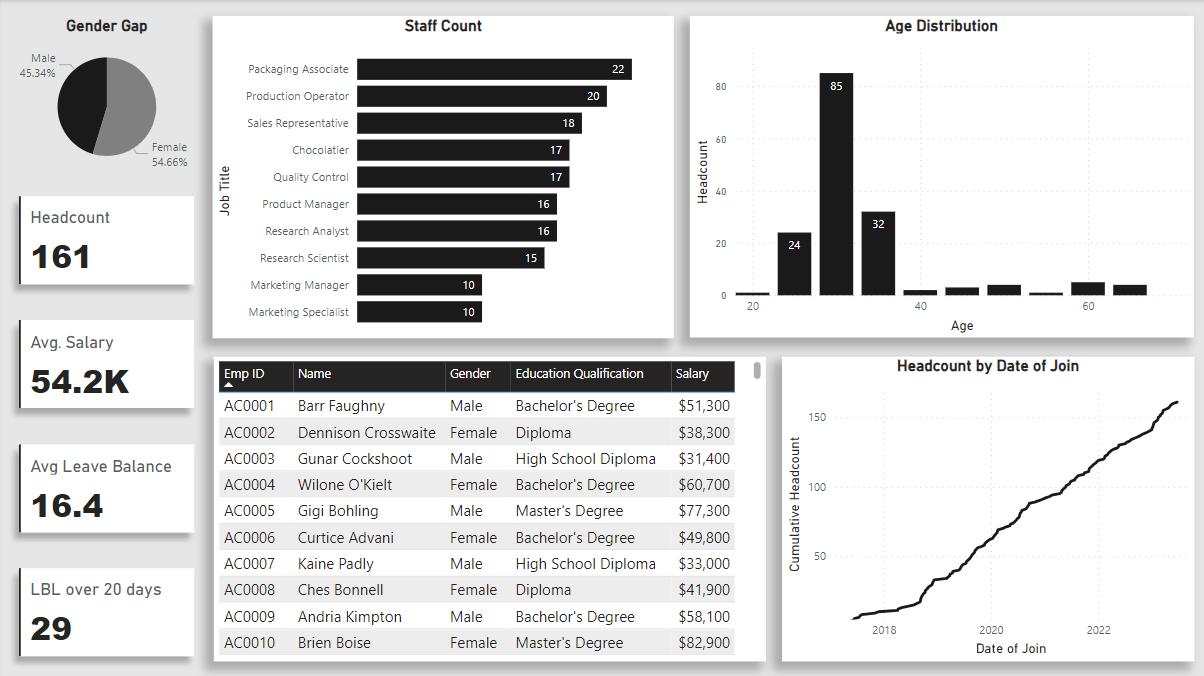 Gender Gap
Male
45.34%
Female
54.66%
Headcount
161
Avg. Salary
54.2K
Avg Leave Balance
16.4
LBL over 20 days
29
Staff Count
Job Title
Packaging Associate 22
Production Operator 20
Sales Representative 18
Chocolatier 17
Quality Control 17
Product Manager 16
Research Analyst 16
Research Scientist 15
Marketing Manager 10
Marketing Specialist 10
Age Distribution
Headcount
80
60
40
20
0
24
85
32
20 40 60
Age
Emp ID Name Gender Education Qualification Salary
AC0001 Barr Faughny Male Bachelor's Degree $51,300
AC0002 Dennison Crosswaite Female Diploma $38,300
AC0003 Gunar Cockshoot Male High School Diploma $31,400
AC0004 Wilone O'Kielt Female Bachelor's Degree $60,700
AC0005 Gigi Bohling Male Master's Degree $77,300
AC0006 Curtice Advani Female Bachelor's Degree $49,800
AC0007 Kaine Padly Male High School Diploma $33,000
AC0008 Ches Bonnell Female Diploma $41,900
AC0009 Andria Kimpton Male Bachelor's Degree $58,100
AC0010 Brien Boise Female Master's Degree $82,900
Headcount by Date of Join
Cumulative Headcount
150
100
50
2018 2020 2022
Date of Join